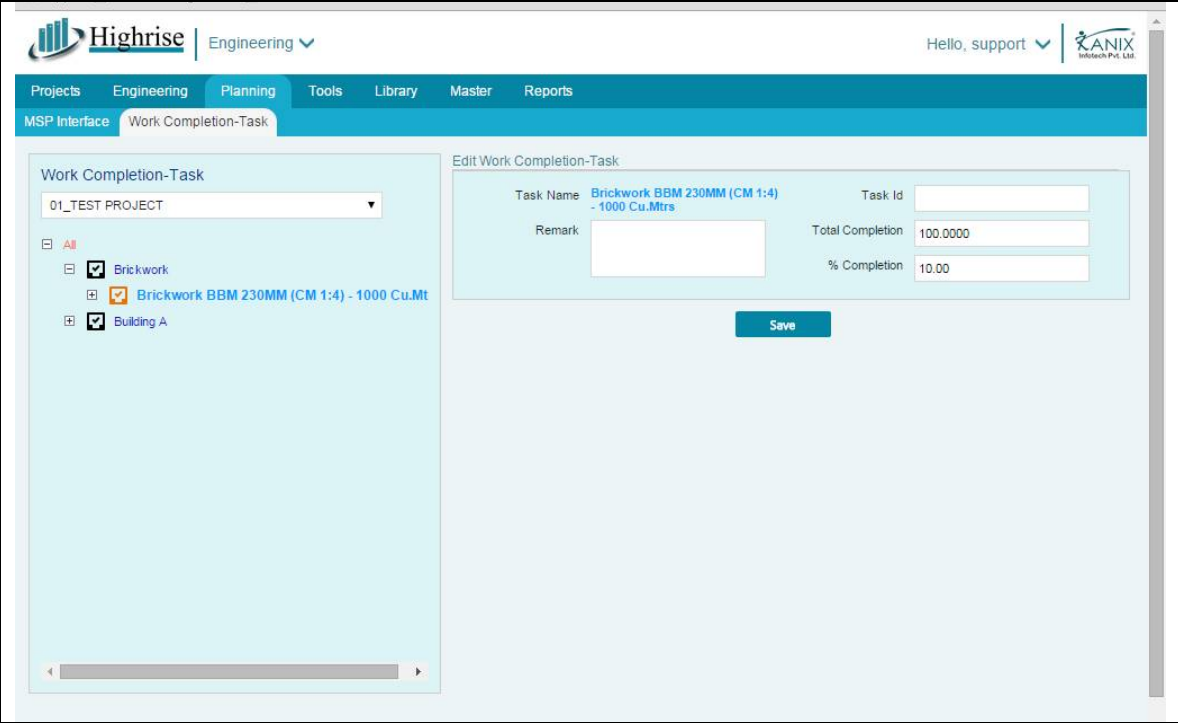 Highrise
Engineering
Hello, support
KANIX
Infotech Pvt. Ltd.
Projects Engineering Planning Tools Library Master Reports
MSP Interface Work Completion-Task
Work Completion-Task
01_TEST PROJECT
All
Brickwork
Brickwork BBM 230MM (CM 1:4) - 1000 Cu.Mt
Building A
Edit Work Completion-Task
Task Name Brickwork BBM 230MM (CM 1:4)
- 1000 Cu.Mtrs
Task Id
Remark
Total Completion 100.0000
% Completion 10.00
Save